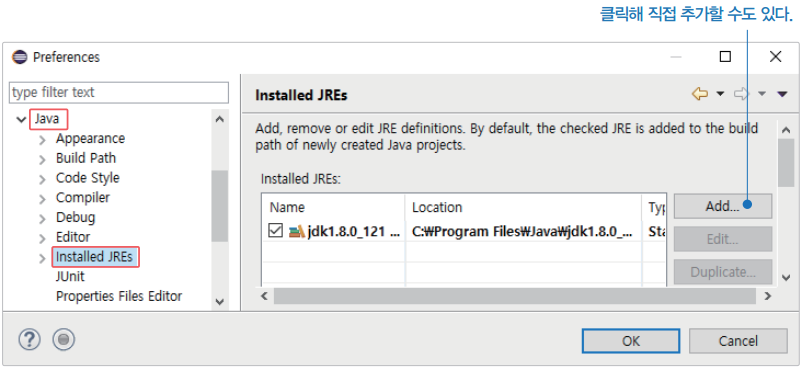 클릭해 직접 추가할 수도 있다.
Preferences
type filter text
Java
Appearance
Build Path
Code Style
Compiler
Debug
Editor
Installed JREs
JUnit
Properties Files Editor
Installed JREs
Add, remove or edit JRE definitions. By default, the checked JRE is added to the build
path of newly created Java projects.
Installed JREs:
Name Location Typ
jdk1.8.0_121 ... C:₩Program Files₩Java₩jdk1.8.0_... Sta
Add...
Edit...
Duplicate...
OK Cancel